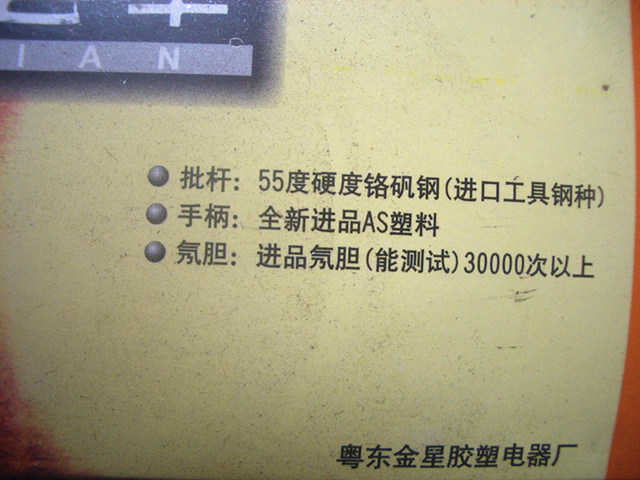 IAN
批杆：55度硬度铬矾钢(进口工具钢种)
手柄：全新进品AS塑料
氖胆：进品氖胆(能测试)30000次以上
粤东金星胶塑电器厂